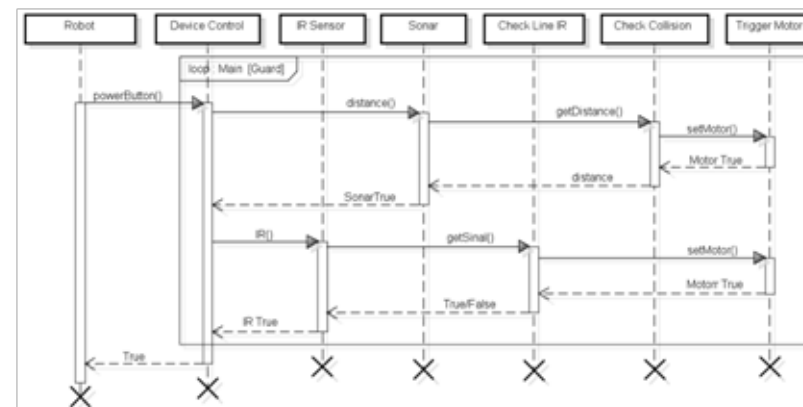 Robot
Device Control
IR Sensor
Sonar
Check Line IR
Check Collision
Trigger Motor
loop : Main [Guard]
powerButton()
distance()
getDistance()
setMotor()
Motor True
distance
SonarTrue
IR()
getSinal()
setMotor()
Motorr True
True/False
IR True
True